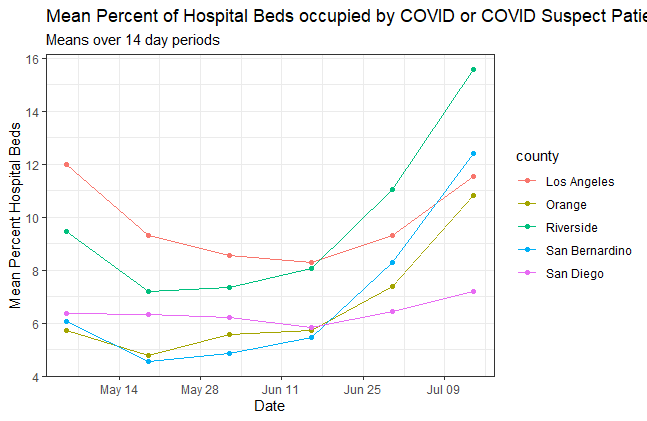 Mean Percent of Hospital Beds occupied by COVID or COVID Suspect
Means over 14 day periods
Mean Percent Hospital Beds
16
14
12
10
8
6
4
May 14 May 28 Jun 11 Jun 25 Jul 09
Date
county
Los Angeles
Orange
Riverside
San Bernardino
San Diego